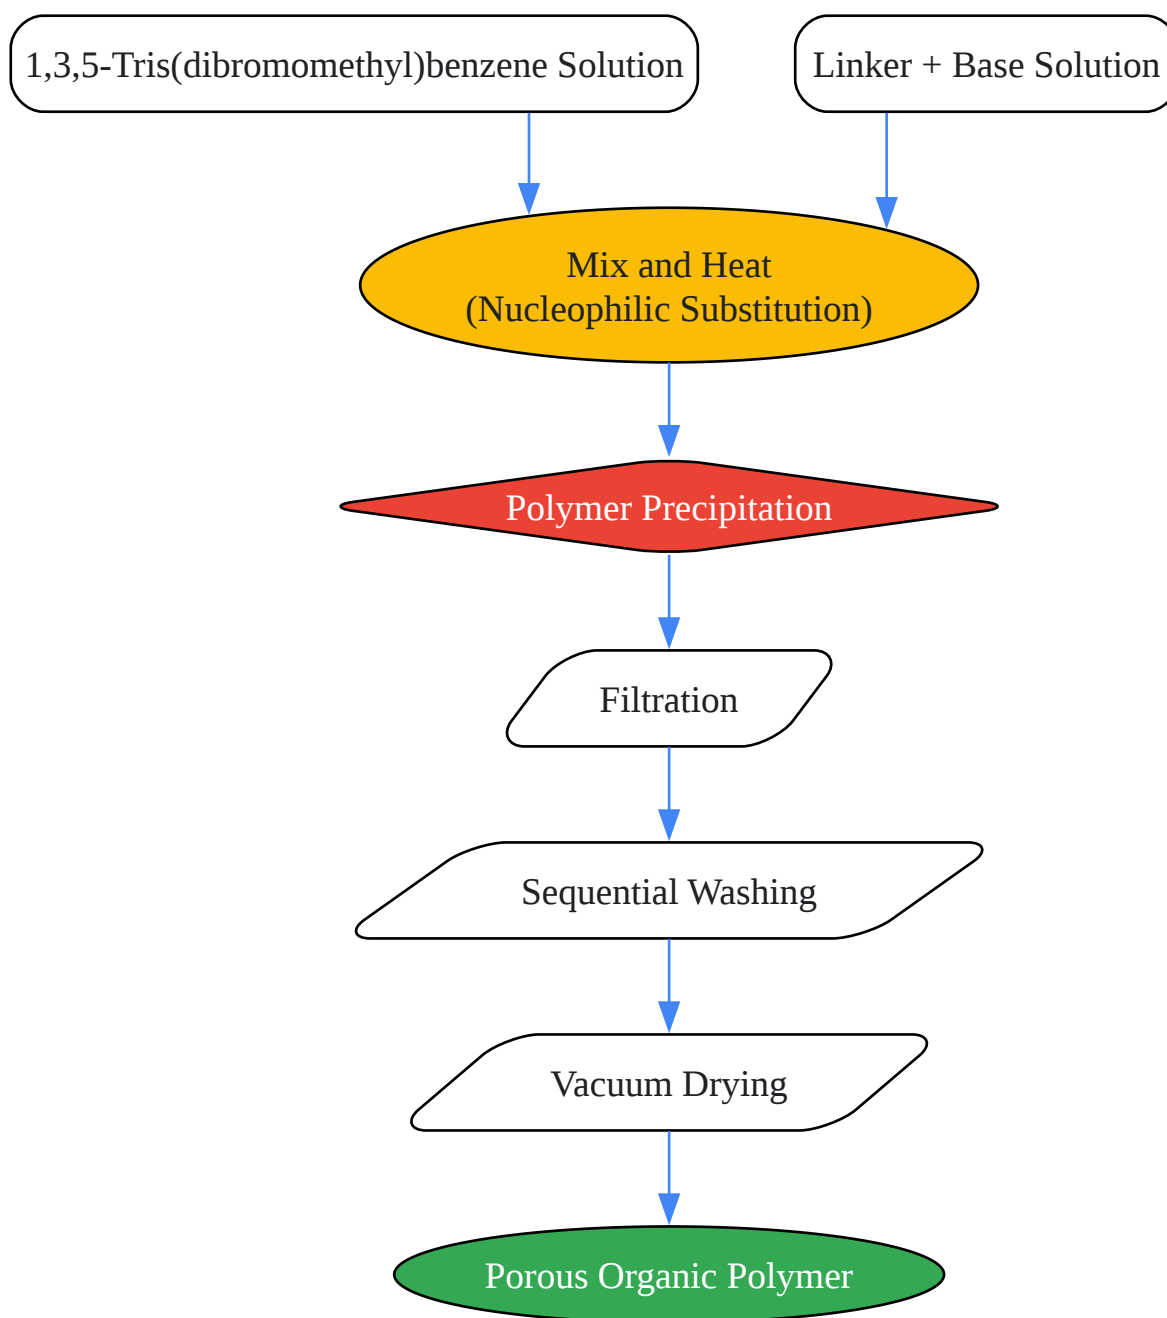 1,3,5-Tris(dibromomethyl)benzene Solution
Linker + Base Solution
Mix and Heat
(Nucleophilic Substitution)
Polymer Precipitation
Filtration
Sequential Washing
Vacuum Drying
Porous Organic Polymer